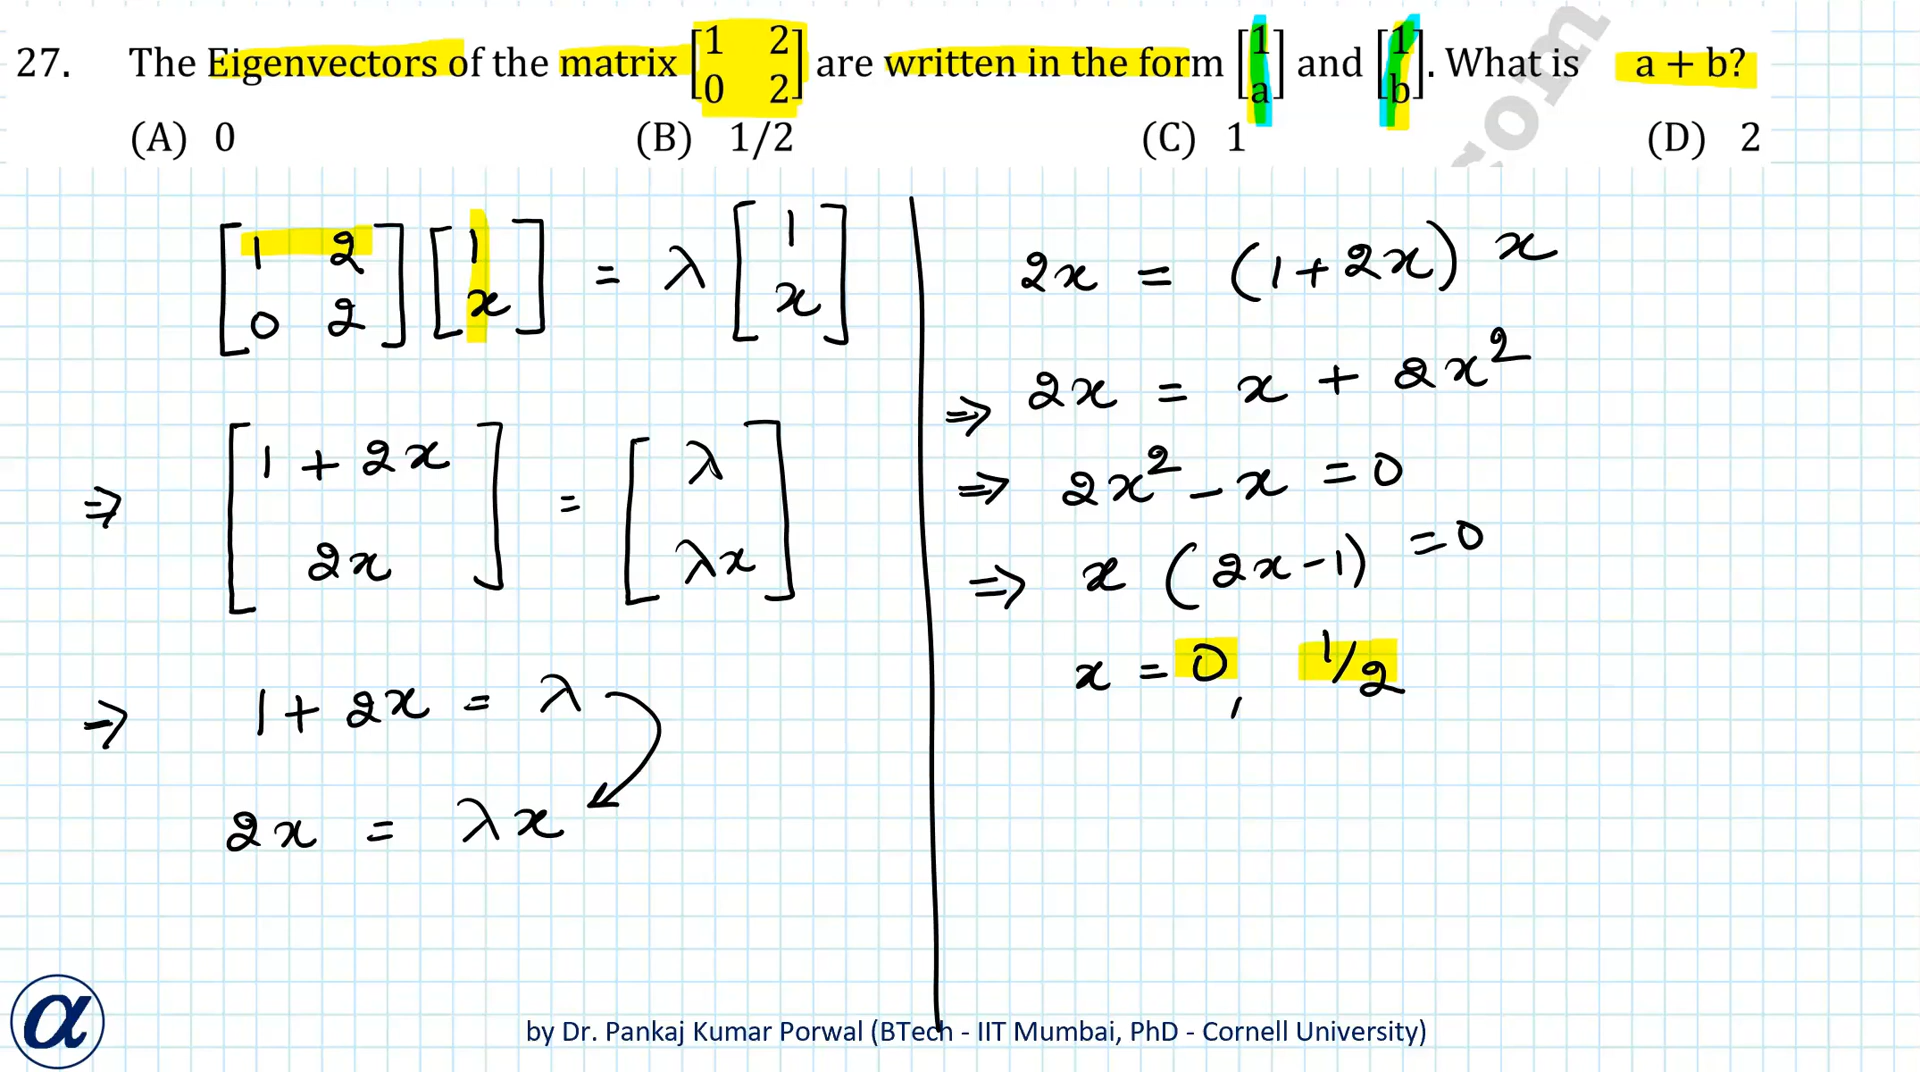 27. The Eigenvectors of the matrix [1 2; 0 2] are written in the form [1; a] and [1; b]. What is a + b?
(A) 0 (B) 1/2 (C) 1 (D) 2
com
[1 2; 0 2] [1; x] = λ [1; x]
⇒ [1 + 2x; 2x] = [λ; λx]
⇒ 1 + 2x = λ
2x = λx
2x = (1+2x) x
⇒ 2x = x + 2x²
⇒ 2x² - x = 0
⇒ x (2x-1) = 0
x = 0, 1/2
α
by Dr. Pankaj Kumar Porwal (BTech - IIT Mumbai, PhD - Cornell University)